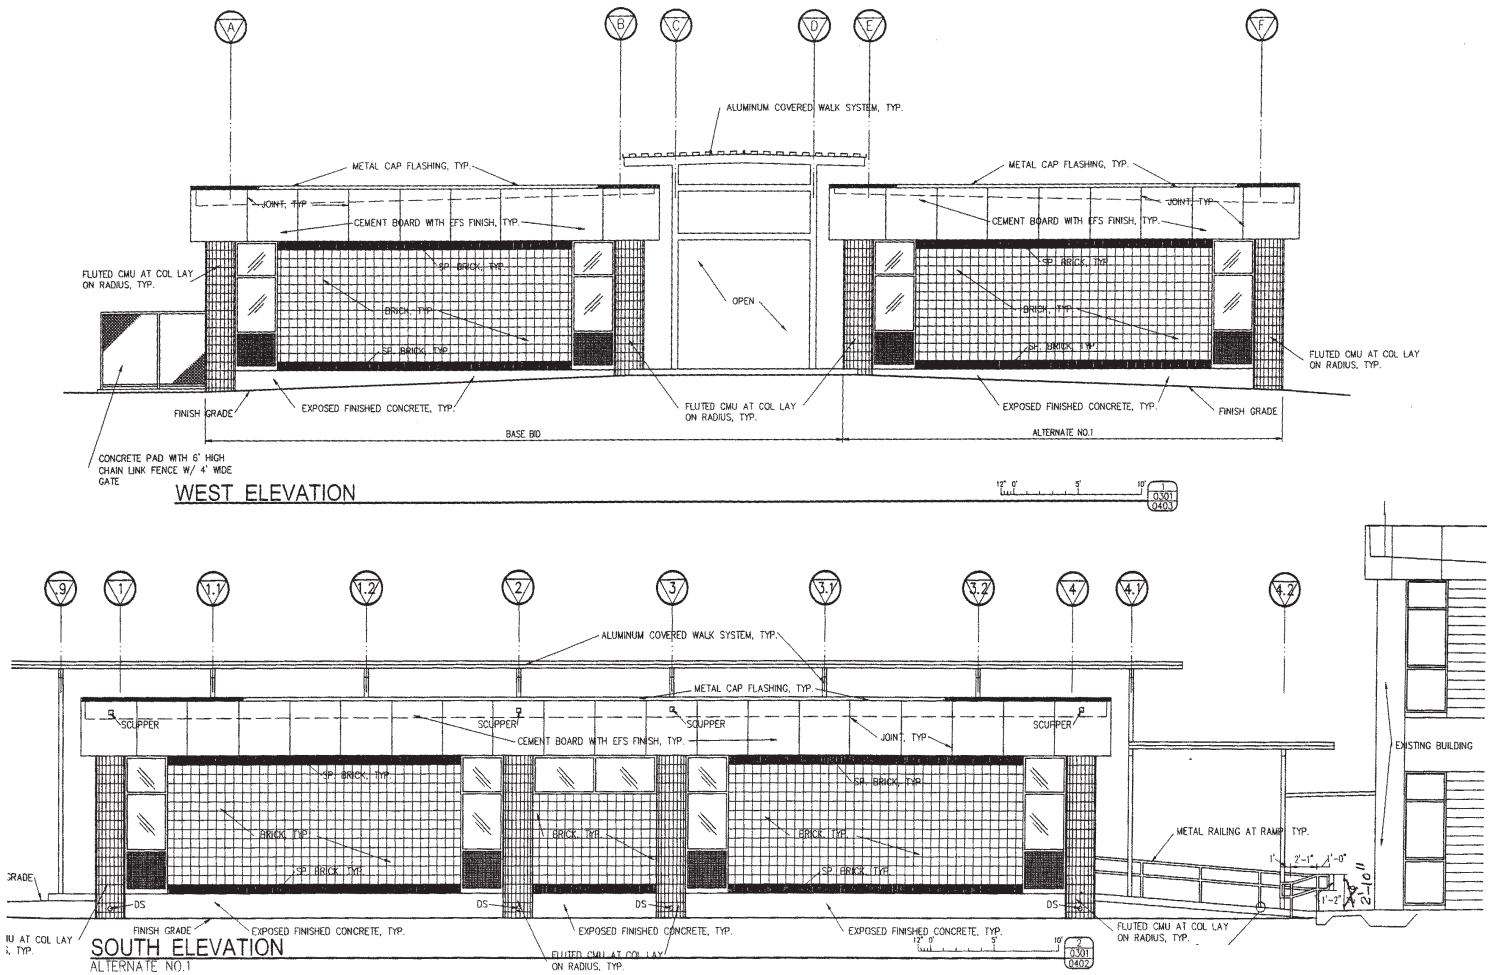 A B C D E F
ALUMINUM COVERED WALK SYSTEM, TYP.
METAL CAP FLASHING, TYP.
METAL CAP FLASHING, TYP.
JOINT, TYP
JOINT, TYP
CEMENT BOARD WITH EFS FINISH, TYP.
CEMENT BOARD WITH EFS FINISH, TYP.
SP. BRICK, TYP.
SP. BRICK, TYP
FLUTED CMU AT COL LAY
ON RADIUS, TYP.
OPEN
BRICK, TYP
BRICK, TYP
SP. BRICK, TYP
SP. BRICK, TYP.
FLUTED CMU AT COL LAY
ON RADIUS, TYP.
FINISH GRADE
EXPOSED FINISHED CONCRETE, TYP.
FLUTED CMU AT COL LAY
ON RADIUS, TYP.
EXPOSED FINISHED CONCRETE, TYP.
FINISH GRADE
BASE BID
ALTERNATE NO.1
CONCRETE PAD WITH 6' HIGH
CHAIN LINK FENCE W/ 4' WIDE
GATE
WEST ELEVATION
12" 0' 5' 10'
1
0301
0403
.9 1 1.1 1.2 2 3 3.1 3.2 4 4.1 4.2
ALUMINUM COVERED WALK SYSTEM, TYP.
METAL CAP FLASHING, TYP.
SCUPPER
SCUPPER
SCUPPER
SCUPPER
CEMENT BOARD WITH EFS FINISH, TYP.
JOINT, TYP
EXISTING BUILDING
SP. BRICK, TYP.
SP. BRICK, TYP.
BRICK, TYP.
BRICK, TYP.
BRICK, TYP.
METAL RAILING AT RAMP, TYP.
1' 2'-1" 1'-0"
SP. BRICK, TYP.
SP. BRICK, TYP.
1'-2"
2'-10"
GRADE
DS
DS
DS
FINISH GRADE
EXPOSED FINISHED CONCRETE, TYP.
EXPOSED FINISHED CONCRETE, TYP.
EXPOSED FINISHED CONCRETE, TYP.
FLUTED CMU AT COL LAY
ON RADIUS, TYP.
AT COL LAY
TYP.
SOUTH ELEVATION
ALTERNATE NO.1
FLUTED CMU AT COL LAY
ON RADIUS, TYP.
12" 0' 5' 10'
2
0301
0402